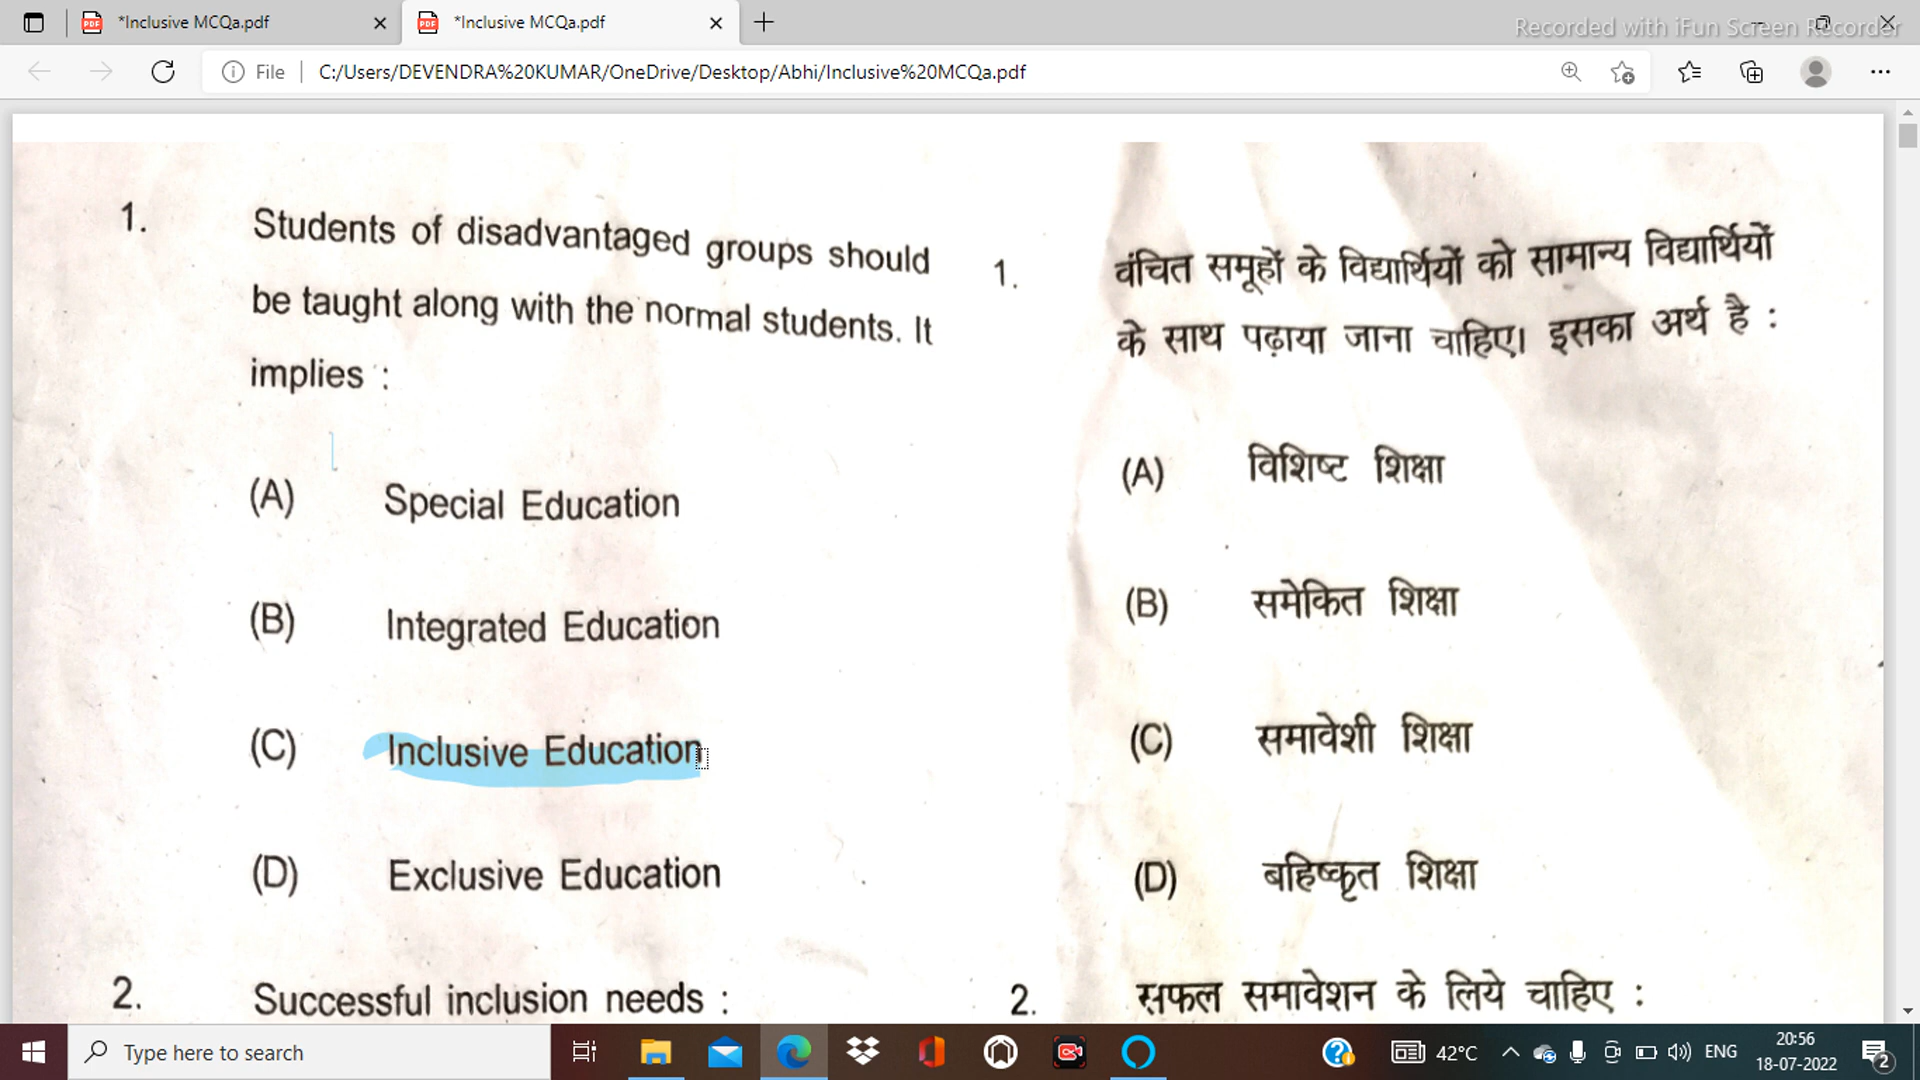 *Inclusive MCQa.pdf
*Inclusive MCQa.pdf
Recorded with iFun Screen Recorder
File
C:/Users/DEVENDRA%20KUMAR/OneDrive/Desktop/Abhi/Inclusive%20MCQa.pdf
1.
Students of disadvantaged groups should
be taught along with the normal students. It
implies :
(A) Special Education
(B) Integrated Education
(C) Inclusive Education
(D) Exclusive Education
2. Successful inclusion needs :
1. वंचित समूहों के विद्यार्थियों को सामान्य विद्यार्थियों
के साथ पढ़ाया जाना चाहिए। इसका अर्थ है :
(A) विशिष्ट शिक्षा
(B) समेकित शिक्षा
(C) समावेशी शिक्षा
(D) बहिष्कृत शिक्षा
2. सफल समावेशन के लिये चाहिए :
Type here to search
42°C
ENG
20:56
18-07-2022
2